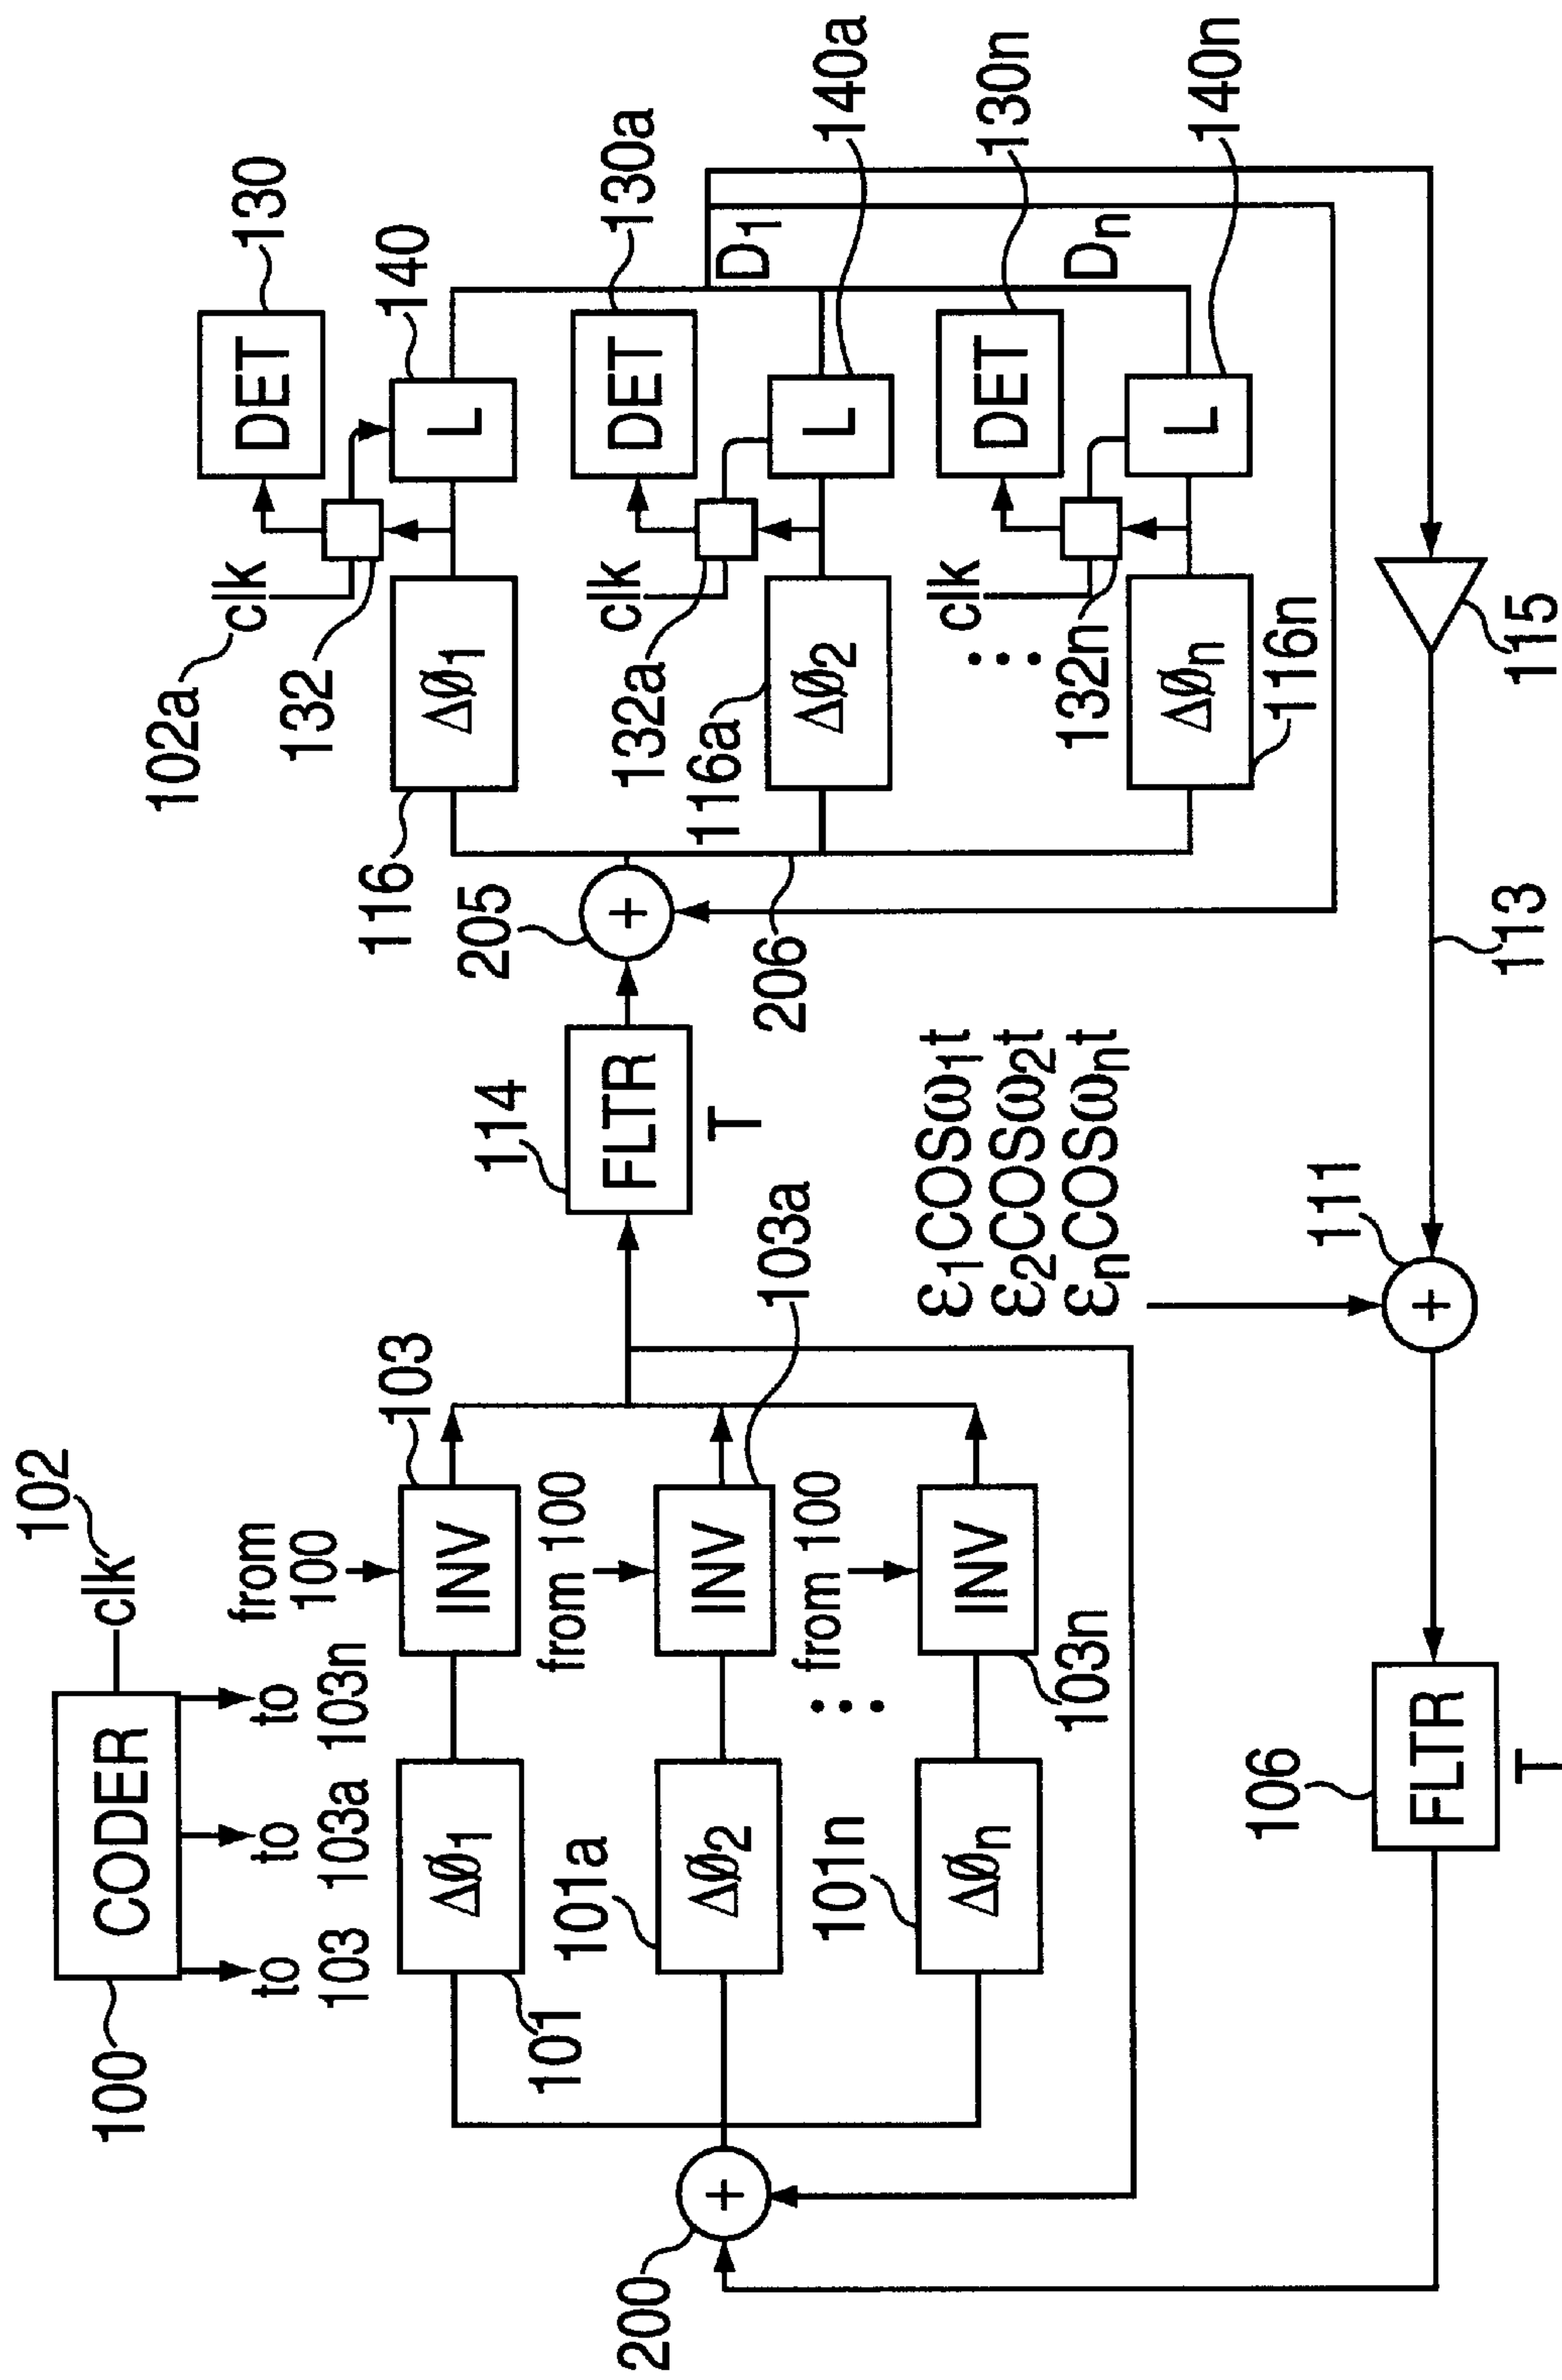 102
clk
CODER
100
to 103
to 103a
to 103n
from 100
103
INV
Δø1
101
from 100
103a
INV
Δø2
101a
from 100
INV
103n
Δøn
101n
200
+
114
FLTR
T
205
+
206
116
Δø1
102a
clk
132
DET
130
140
L
116a
Δø2
132a
clk
DET
130a
D1
L
140a
116n
Δøn
132n
clk
DET
130n
Dn
L
140n
ε1COSω1t
ε2COSω2t
εnCOSωnt
111
+
113
115
106
FLTR
T